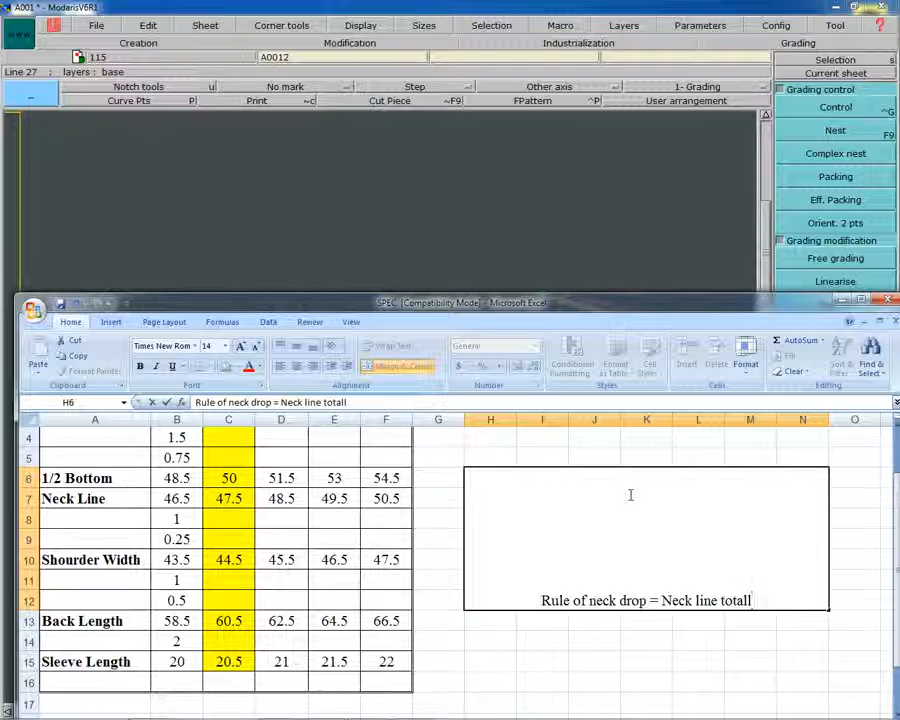 A001 * - ModarisV6R1
File Edit Sheet Corner tools Display Sizes Selection Macro Layers Parameters Config Tool ?
Creation Modification Industrialization Grading
115 A0012 Selection s
Line 27 ; layers : base Current sheet
Notch tools u No mark Step Other axis 1- Grading Grading control
Curve Pts P Print ~c Cut Piece ~F9 FPattern ^P User arrangement
Control ^G
Nest F9
Complex nest
Packing
Eff. Packing
Orient. 2 pts
Grading modification
Free grading
Linearise
SPEC [Compatibility Mode] - Microsoft Excel
Home Insert Page Layout Formulas Data Review View
Paste Cut Copy Format Painter Clipboard
Times New Rom 14 A A
B I U A Font
Wrap Text Merge & Center Alignment
General $ % , Number
Conditional Formatting Format as Table Cell Styles Styles
Insert Delete Format Cells
AutoSum Fill Clear Sort & Filter Find & Select Editing
H6 Rule of neck drop = Neck line totall
A B C D E F G H I J K L M N O
4 1.5
5 0.75
6 1/2 Bottom 48.5 50 51.5 53 54.5
7 Neck Line 46.5 47.5 48.5 49.5 50.5
8 1
9 0.25
10 Shourder Width 43.5 44.5 45.5 46.5 47.5
11 1
12 0.5 Rule of neck drop = Neck line totall
13 Back Length 58.5 60.5 62.5 64.5 66.5
14 2
15 Sleeve Length 20 20.5 21 21.5 22
16
17